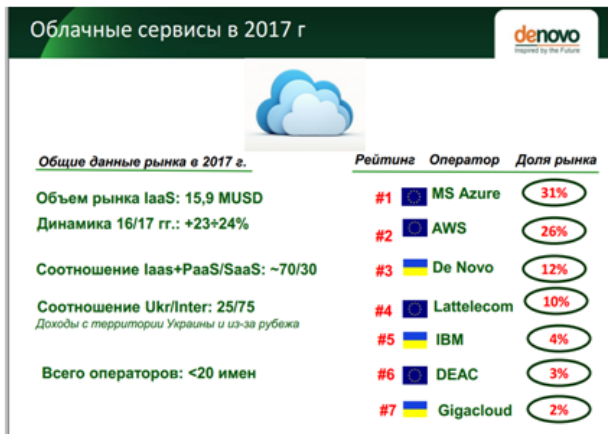 Облачные сервисы в 2017 г
denovo
Inspired by the Future
Общие данные рынка в 2017 г.
Объем рынка IaaS: 15,9 MUSD
Динамика 16/17 гг.: +23÷24%
Соотношение Iaas+PaaS/SaaS: ~70/30
Соотношение Ukr/Inter: 25/75
Доходы с территории Украины и из-за рубежа
Всего операторов: <20 имен
Рейтинг Оператор Доля рынка
#1 MS Azure 31%
#2 AWS 26%
#3 De Novo 12%
#4 Lattelecom 10%
#5 IBM 4%
#6 DEAC 3%
#7 Gigacloud 2%